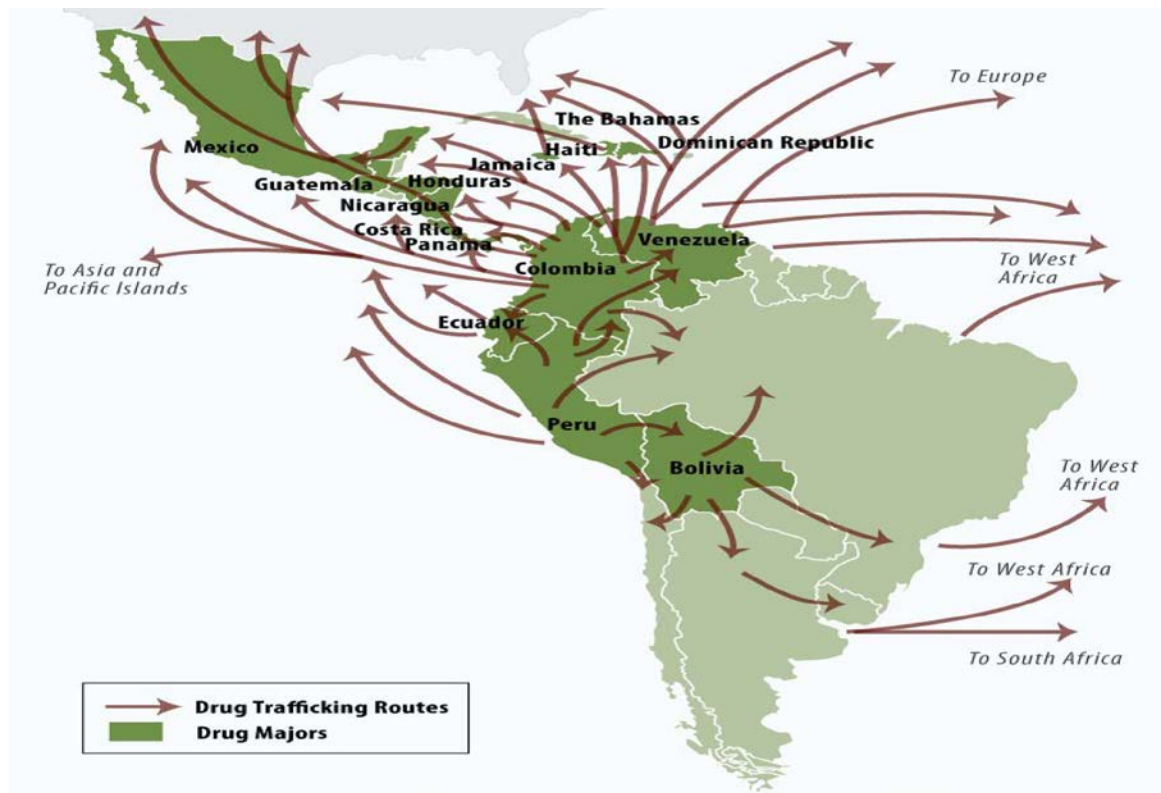 To Europe
The Bahamas
Dominican Republic
Mexico
Haiti
Jamaica
Guatemala
Honduras
Nicaragua
Costa Rica
Panama
Venezuela
Colombia
To Asia and
Pacific Islands
To West
Africa
Ecuador
Peru
Bolivia
To West
Africa
To West Africa
To South Africa
Drug Trafficking Routes
Drug Majors